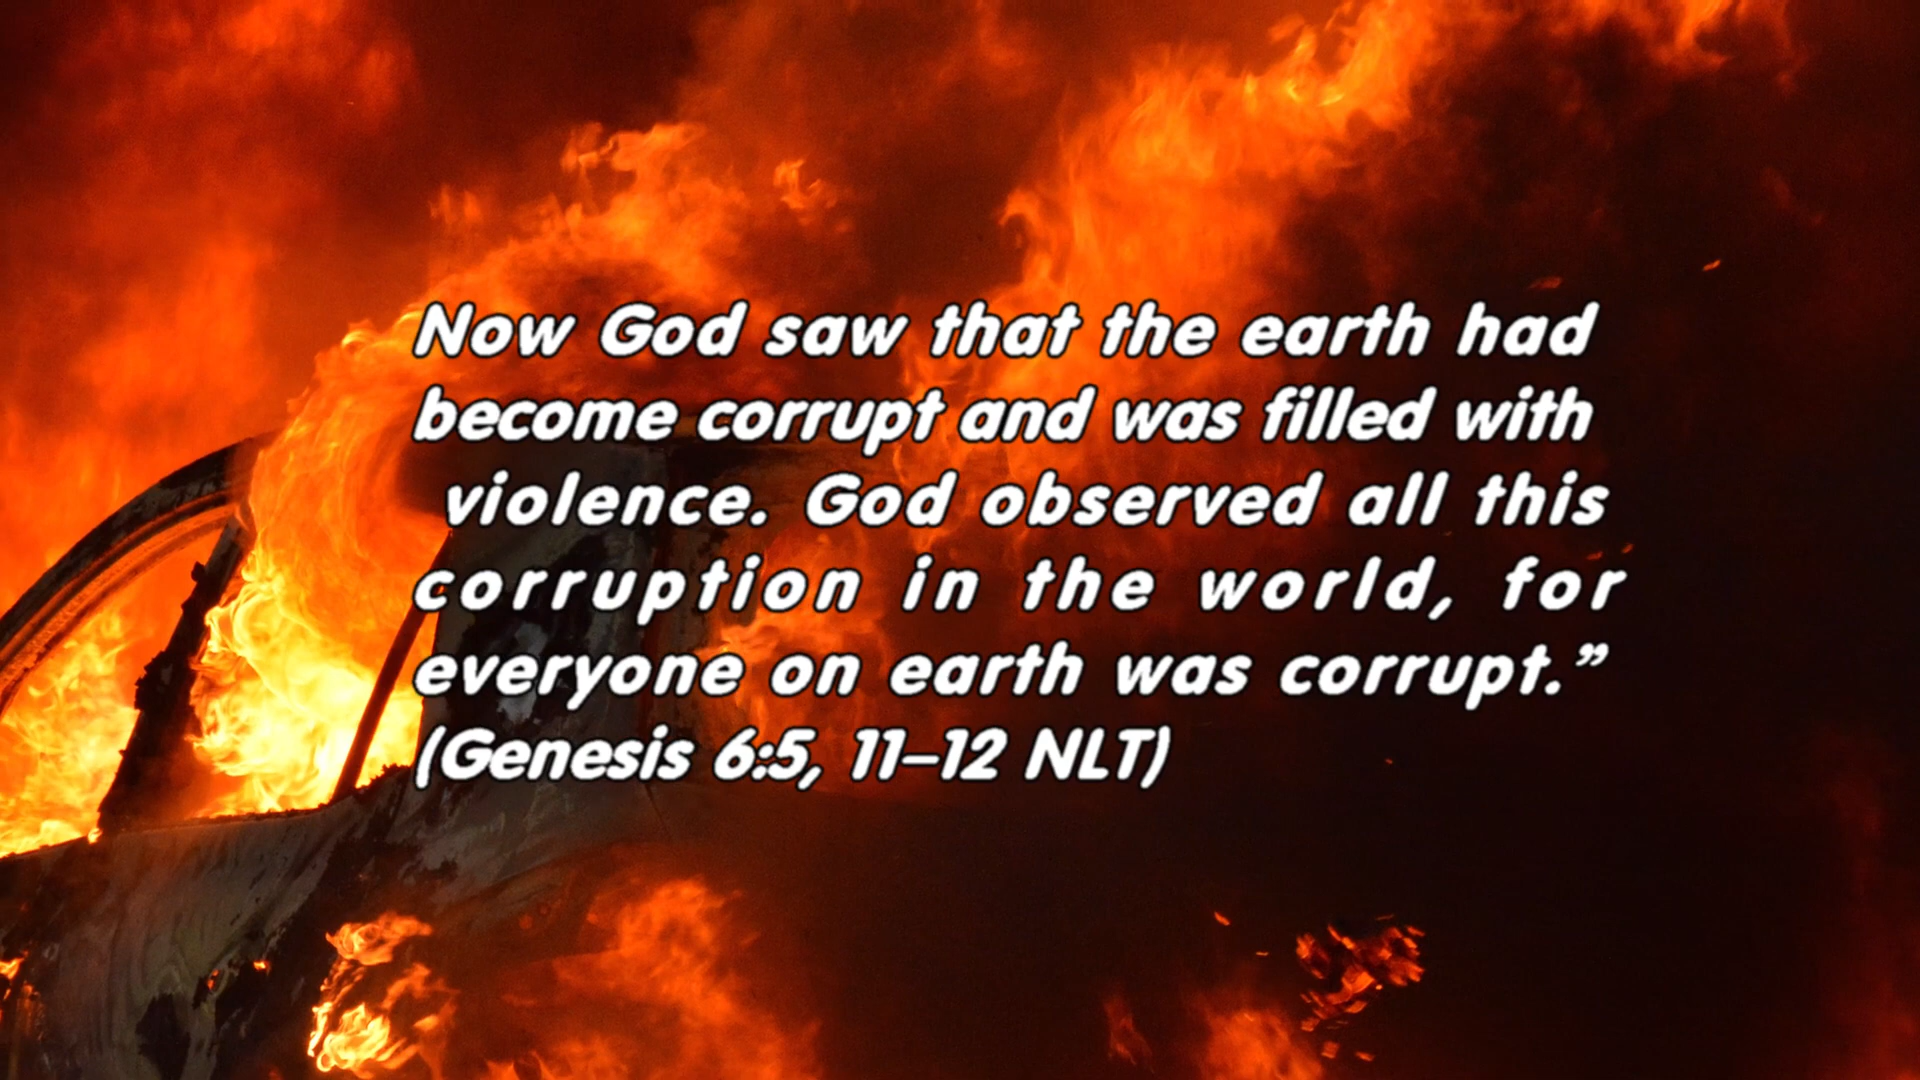 Now God saw that the earth had
become corrupt and was filled with
violence. God observed all this
corruption in the world, for
everyone on earth was corrupt.”
(Genesis 6:5, 11–12 NLT)